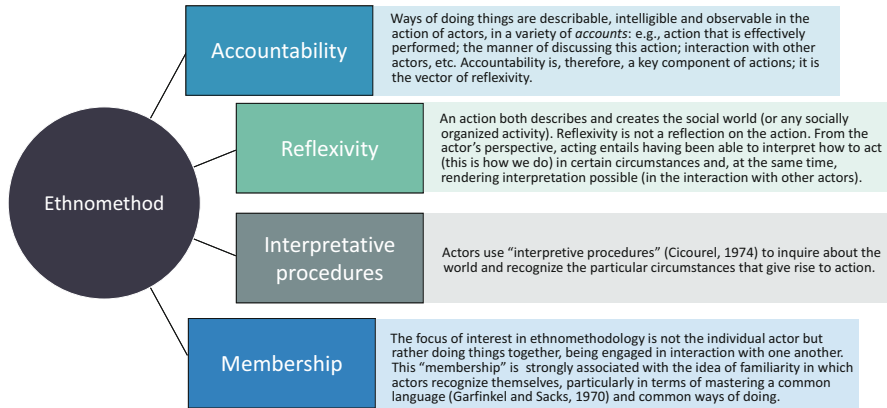 Ethnomethod
Accountability
Ways of doing things are describable, intelligible and observable in the
action of actors, in a variety of accounts: e.g., action that is effectively
performed; the manner of discussing this action; interaction with other
actors, etc. Accountability is, therefore, a key component of actions; it is
the vector of reflexivity.
Reflexivity
An action both describes and creates the social world (or any socially
organized activity). Reflexivity is not a reflection on the action. From the
actor’s perspective, acting entails having been able to interpret how to act
(this is how we do) in certain circumstances and, at the same time,
rendering interpretation possible (in the interaction with other actors).
Interpretative
procedures
Actors use “interpretive procedures” (Cicourel, 1974) to inquire about the
world and recognize the particular circumstances that give rise to action.
Membership
The focus of interest in ethnomethodology is not the individual actor but
rather doing things together, being engaged in interaction with one another.
This “membership” is strongly associated with the idea of familiarity in which
actors recognize themselves, particularly in terms of mastering a common
language (Garfinkel and Sacks, 1970) and common ways of doing.